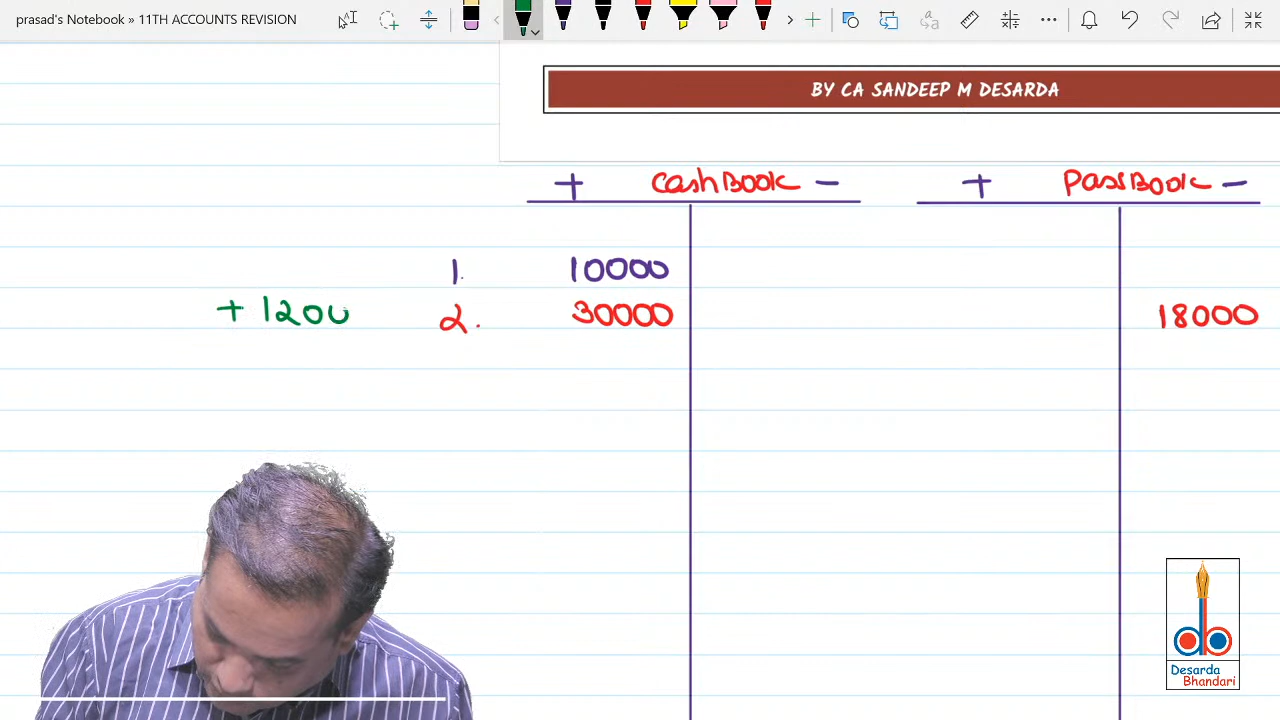 prasad's Notebook » 11TH ACCOUNTS REVISION
BY CA SANDEEP M DESARDA
+ CashBook - + PassBook -
1. 10000
+ 1200 2. 30000 18000
Desarda
Bhandari